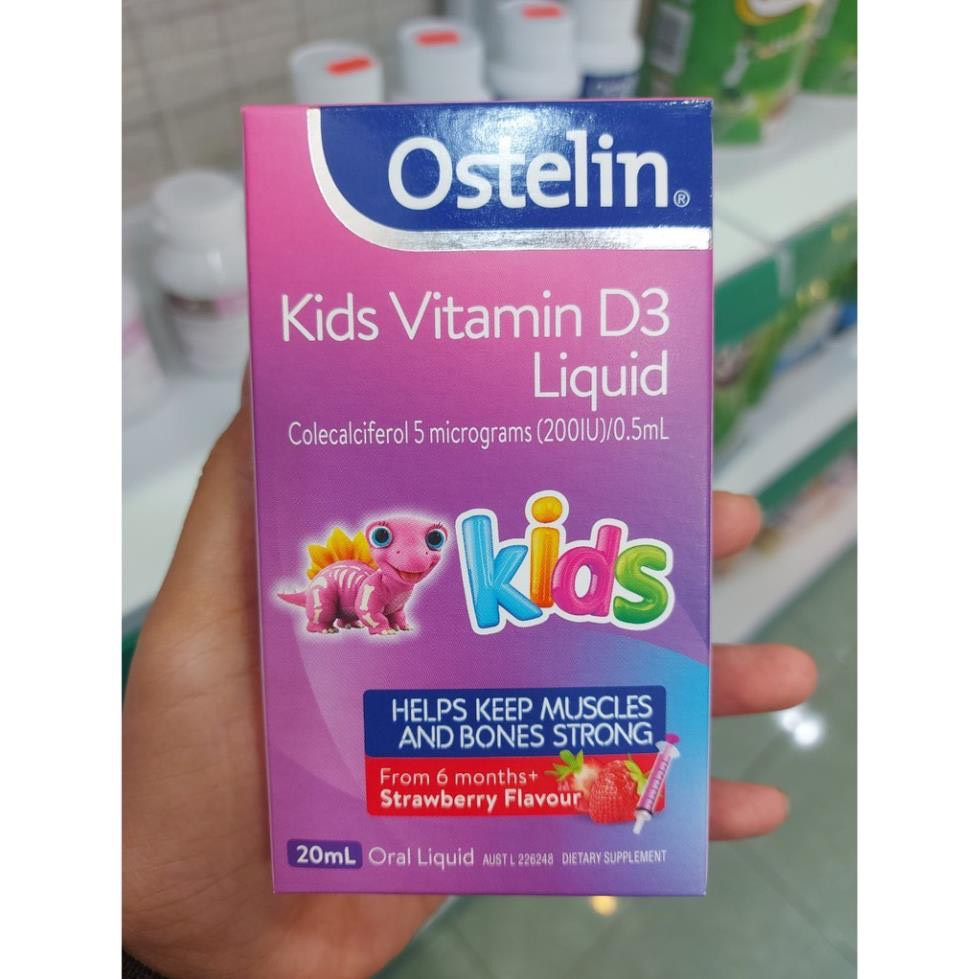 Ostelin®
Kids Vitamin D3
Liquid
Colecalciferol 5 micrograms (200IU)/0.5mL
kids
HELPS KEEP MUSCLES
AND BONES STRONG
From 6 months+
Strawberry Flavour
20mL Oral Liquid AUST L 226248 DIETARY SUPPLEMENT